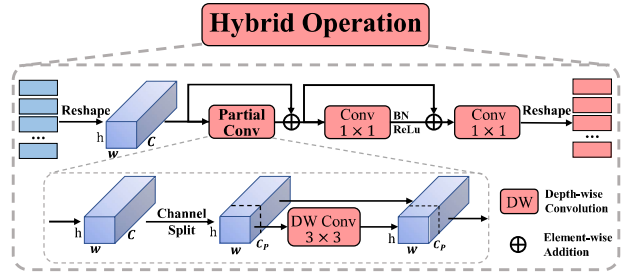 Hybrid Operation
Reshape
h
w
C
Partial
Conv
Conv
1 × 1
BN
ReLu
Conv
1 × 1
Reshape
...
...
h
w
C
Channel
Split
h
w
C_P
DW Conv
3 × 3
h
w
C_P
DW
Depth-wise
Convolution
Element-wise
Addition